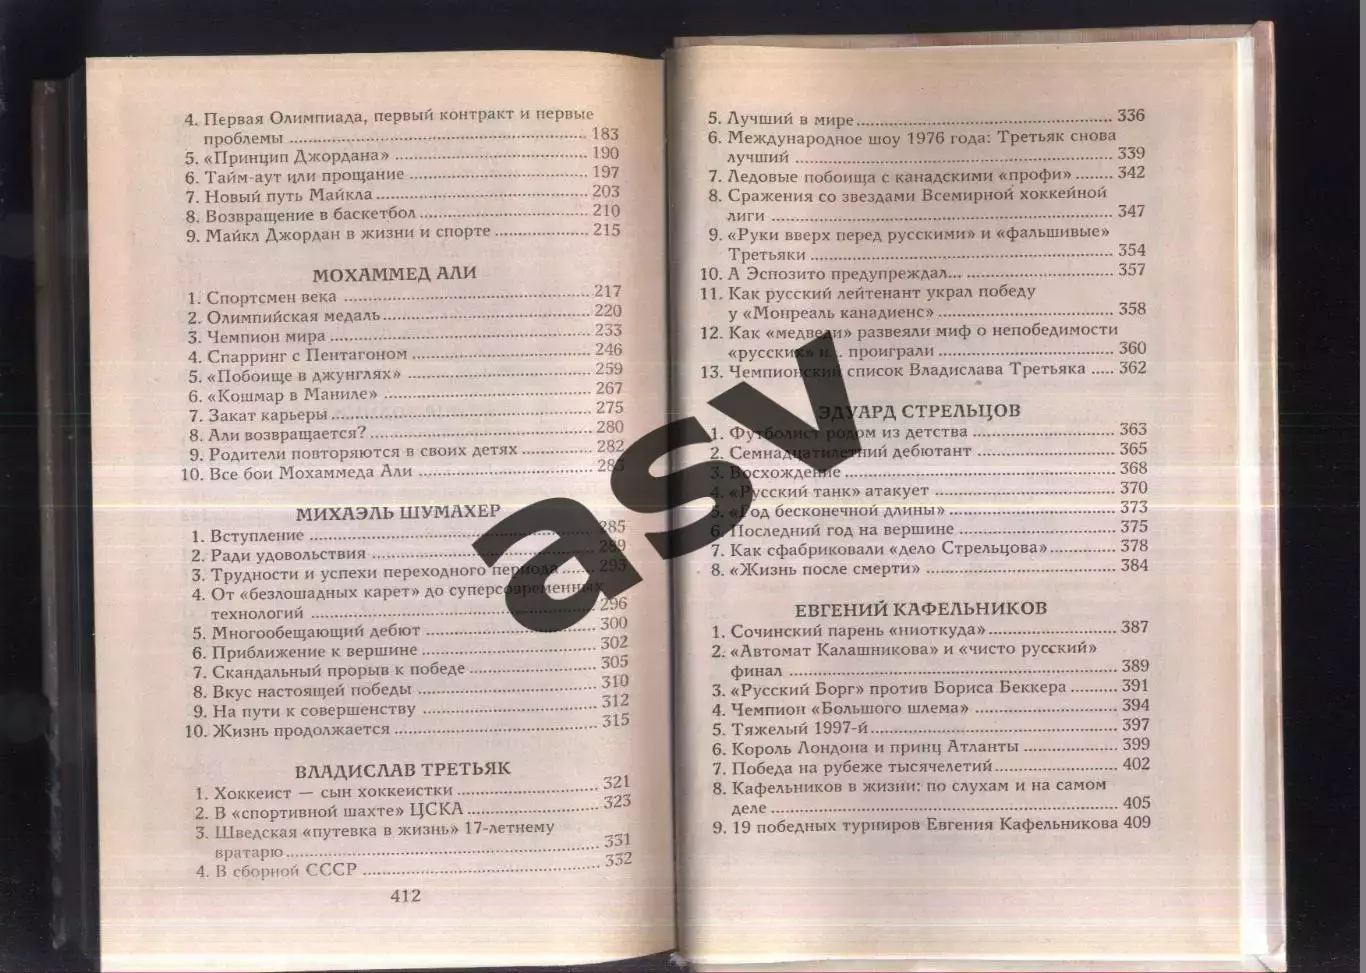 4. Первая Олимпиада, первый контракт и первые
проблемы ..... 183
5. «Принцип Джордана» ..... 190
6. Тайм-аут или прощание ..... 197
7. Новый путь Майкла ..... 203
8. Возвращение в баскетбол ..... 210
9. Майкл Джордан в жизни и спорте ..... 215
МОХАММЕД АЛИ
1. Спортсмен века ..... 217
2. Олимпийская медаль ..... 220
3. Чемпион мира ..... 233
4. Спарринг с Пентагоном ..... 246
5. «Побоище в джунглях» ..... 259
6. «Кошмар в Маниле» ..... 267
7. Закат карьеры ..... 275
8. Али возвращается? ..... 280
9. Родители повторяются в своих детях ..... 282
10. Все бои Мохаммеда Али .....
МИХАЭЛЬ ШУМАХЕР
1. Вступление ..... 285
2. Ради удовольствия ..... 289
3. Трудности и успехи переходного периода ..... 293
4. От «безлошадных карет» до суперсовременных
технологий ..... 296
5. Многообещающий дебют ..... 300
6. Приближение к вершине ..... 302
7. Скандальный прорыв к победе ..... 305
8. Вкус настоящей победы ..... 310
9. На пути к совершенству ..... 312
10. Жизнь продолжается ..... 315
ВЛАДИСЛАВ ТРЕТЬЯК
1. Хоккеист — сын хоккеистки ..... 321
2. В «спортивной шахте» ЦСКА ..... 323
3. Шведская «путевка в жизнь» 17-летнему
вратарю ..... 331
4. В сборной СССР ..... 332
412
5. Лучший в мире ..... 336
6. Международное шоу 1976 года: Третьяк снова
лучший ..... 339
7. Ледовые побоища с канадскими «профи» ..... 342
8. Сражения со звездами Всемирной хоккейной
лиги ..... 347
9. «Руки вверх перед русскими» и «фальшивые»
Третьяки ..... 354
10. А Эспозито предупреждал... ..... 357
11. Как русский лейтенант украл победу
у «Монреаль канадиенс» ..... 358
12. Как «медведи» развеяли миф о непобедимости
«русских» и... проиграли ..... 360
13. Чемпионский список Владислава Третьяка ..... 362
ЭДУАРД СТРЕЛЬЦОВ
1. Футболист родом из детства ..... 363
2. Семнадцатилетний дебютант ..... 365
3. Восхождение ..... 368
4. «Русский танк» атакует ..... 370
5. «Год бесконечной длины» ..... 373
6. Последний год на вершине ..... 375
7. Как сфабриковали «дело Стрельцова» ..... 378
8. «Жизнь после смерти» ..... 384
ЕВГЕНИЙ КАФЕЛЬНИКОВ
1. Сочинский парень «ниоткуда» ..... 387
2. «Автомат Калашникова» и «чисто русский»
финал ..... 389
3. «Русский Борг» против Бориса Беккера ..... 391
4. Чемпион «Большого шлема» ..... 394
5. Тяжелый 1997-й ..... 397
6. Король Лондона и принц Атланты ..... 399
7. Победа на рубеже тысячелетий ..... 402
8. Кафельников в жизни: по слухам и на самом
деле ..... 405
9. 19 победных турниров Евгения Кафельникова 409
asv